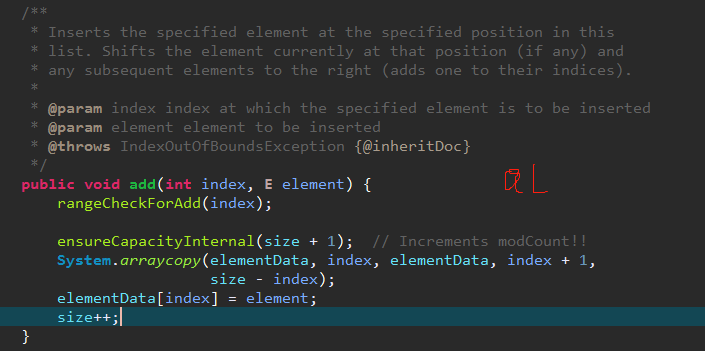 /**
* Inserts the specified element at the specified position in this
* list. Shifts the element currently at that position (if any) and
* any subsequent elements to the right (adds one to their indices).
*
* @param index index at which the specified element is to be inserted
* @param element element to be inserted
* @throws IndexOutOfBoundsException {@inheritDoc}
*/
public void add(int index, E element) {
rangeCheckForAdd(index);
ensureCapacityInternal(size + 1);  // Increments modCount!!
System.arraycopy(elementData, index, elementData, index + 1,
size - index);
elementData[index] = element;
size++;
}